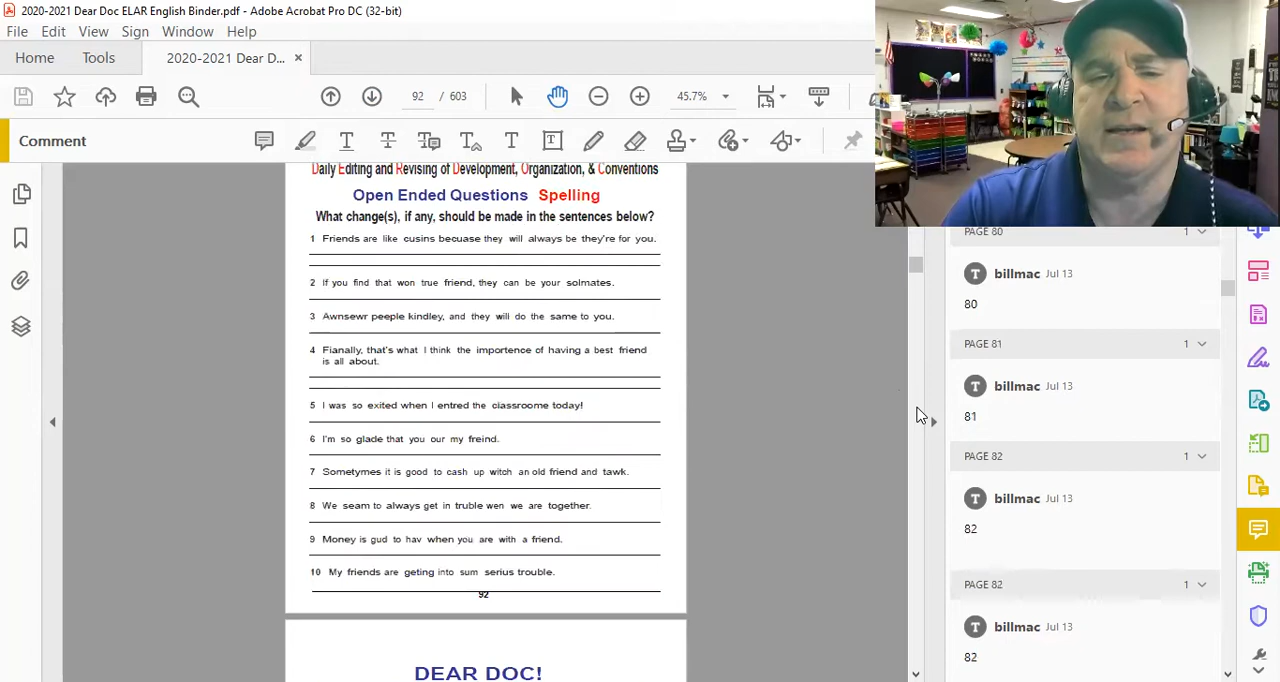 2020-2021 Dear Doc ELAR English Binder.pdf - Adobe Acrobat Pro DC (32-bit)
File Edit View Sign Window Help
Home Tools 2020-2021 Dear D... ×
92 / 603 45.7%
Comment
Daily Editing and Revising of Development, Organization, & Conventions
Open Ended Questions Spelling
What change(s), if any, should be made in the sentences below?
1 Friends are like cusins becuase they will always be they're for you.
2 If you find that won true friend, they can be your solmates.
3 Awnsewr peeple kindley, and they will do the same to you.
4 Fianally, that's what I think the importence of having a best friend
is all about.
5 I was so exited when I entred the classroome today!
6 I'm so glade that you our my freind.
7 Sometymes it is good to cash up witch an old friend and tawk.
8 We seam to always get in truble wen we are together.
9 Money is gud to hav when you are with a friend.
10 My friends are geting into sum serius trouble.
92
DEAR DOC!
PAGE 80 1
T billmac Jul 13
80
PAGE 81 1
T billmac Jul 13
81
PAGE 82 1
T billmac Jul 13
82
PAGE 82 1
T billmac Jul 13
82